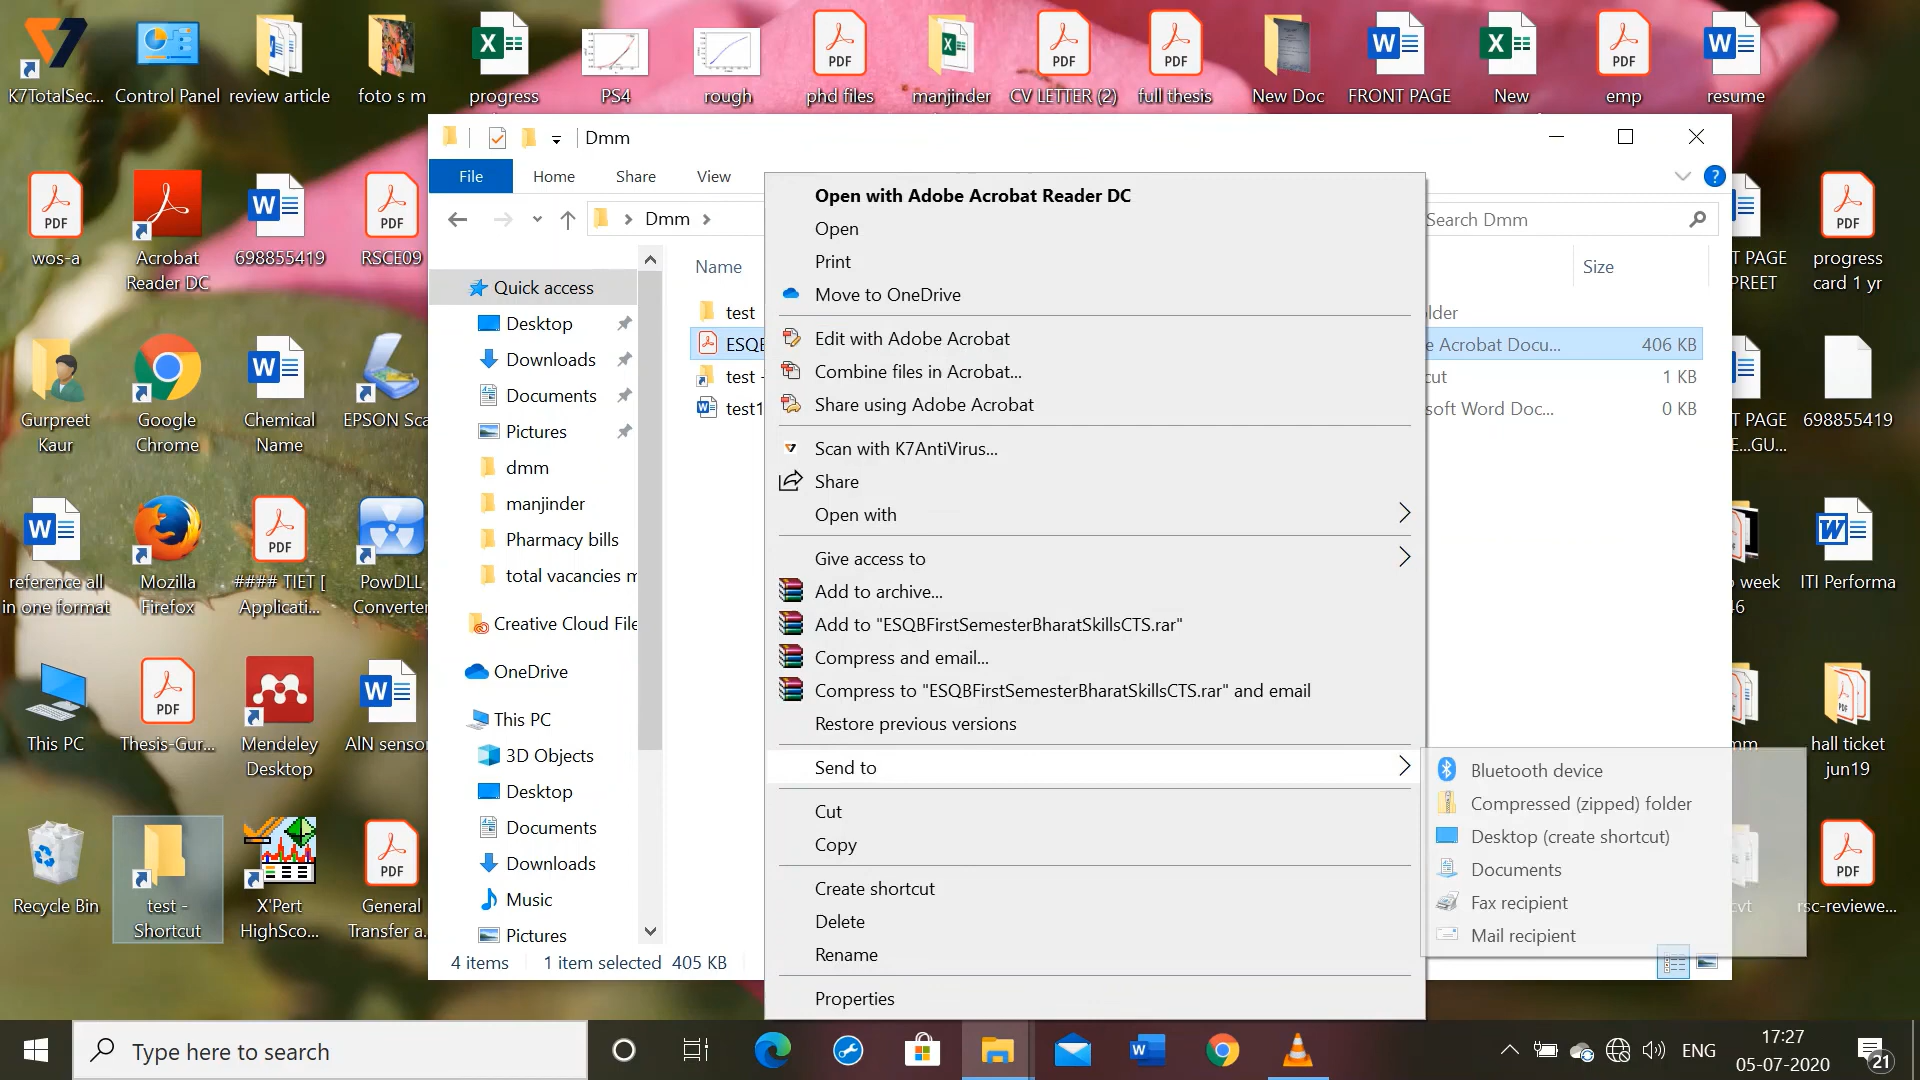 K7TotalSec...
Control Panel
review article
foto s m
progress
PS4
rough
phd files
manjinder
CV LETTER (2)
full thesis
New Doc
FRONT PAGE
New
emp
resume
wos-a
Acrobat
Reader DC
698855419
RSCE09
Gurpreet
Kaur
Google
Chrome
Chemical
Name
EPSON Sca
reference all
in one format
Mozilla
Firefox
#### TIET [
Applicati...
PowDLL
Converter
This PC
Thesis-Gur...
Mendeley
Desktop
AlN sensor
Recycle Bin
test -
Shortcut
X'Pert
HighSco...
General
Transfer a.
Dmm
File
Home
Share
View
Dmm
Search Dmm
Name
Size
Quick access
Desktop
Downloads
Documents
Pictures
dmm
manjinder
Pharmacy bills
total vacancies m
Creative Cloud File
OneDrive
This PC
3D Objects
Desktop
Documents
Downloads
Music
Pictures
test
lder
ESQB
e Acrobat Docu...
406 KB
test -
cut
1 KB
test1
soft Word Doc...
0 KB
4 items
1 item selected 405 KB
Open with Adobe Acrobat Reader DC
Open
Print
Move to OneDrive
Edit with Adobe Acrobat
Combine files in Acrobat...
Share using Adobe Acrobat
Scan with K7AntiVirus...
Share
Open with
Give access to
Add to archive...
Add to "ESQBFirstSemesterBharatSkillsCTS.rar"
Compress and email...
Compress to "ESQBFirstSemesterBharatSkillsCTS.rar" and email
Restore previous versions
Send to
Cut
Copy
Create shortcut
Delete
Rename
Properties
Bluetooth device
Compressed (zipped) folder
Desktop (create shortcut)
Documents
Fax recipient
Mail recipient
T PAGE
PREET
progress
card 1 yr
T PAGE
E...GU...
698855419
o week
46
ITI Performa
mm
hall ticket
jun19
cvt
rsc-reviewe...
Type here to search
ENG
17:27
05-07-2020
21